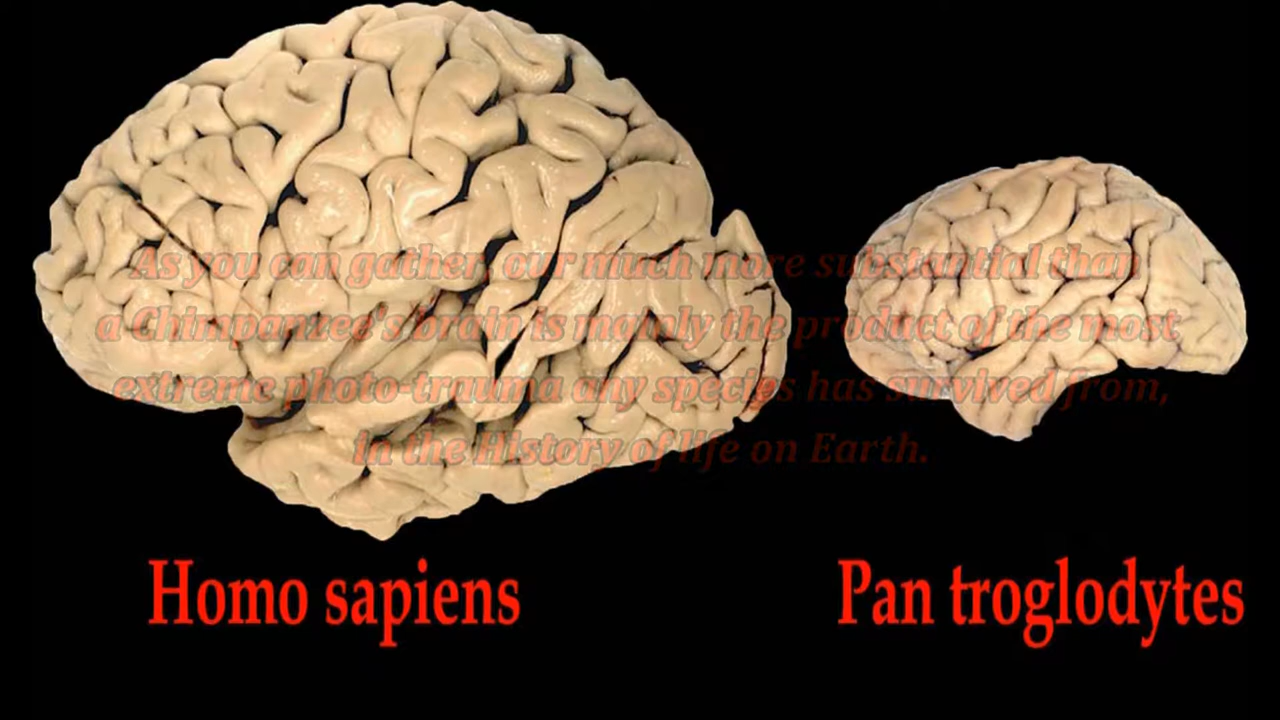 As you can gather, our much more substantial than
a Chimpanzee's brain is mainly the product of the most
extreme photo-trauma any species has survived from,
in the History of life on Earth.
Homo sapiens
Pan troglodytes